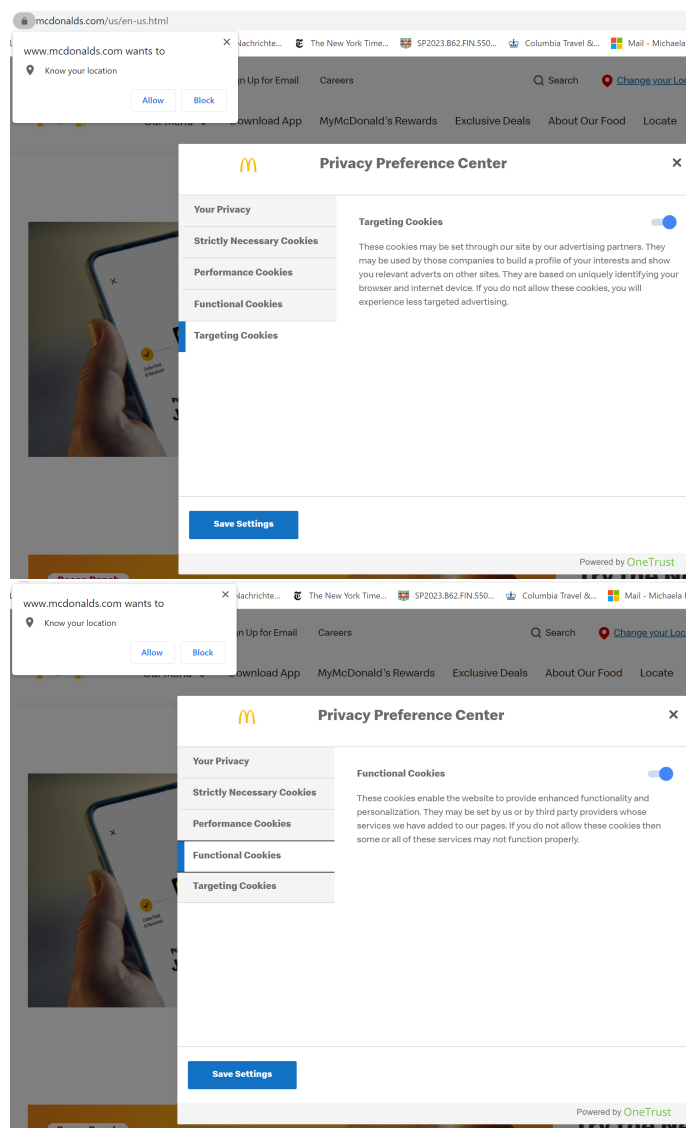 mcdonalds.com/us/en-us.html
Nachrichte... The New York Time... SP2023.B62.FIN.550... Columbia Travel &... Mail - Michaela
www.mcdonalds.com wants to
Know your location
Allow Block
Up for Email Careers Search Change your Loc
Our Menu Download App MyMcDonald's Rewards Exclusive Deals About Our Food Locate
Privacy Preference Center
Your Privacy
Strictly Necessary Cookies
Performance Cookies
Functional Cookies
Targeting Cookies
Targeting Cookies
These cookies may be set through our site by our advertising partners. They
may be used by those companies to build a profile of your interests and show
you relevant adverts on other sites. They are based on uniquely identifying your
browser and internet device. If you do not allow these cookies, you will
experience less targeted advertising.
Order Paid
& Received
Save Settings
Powered by OneTrust
Nachrichte... The New York Time... SP2023.B62.FIN.550... Columbia Travel &... Mail - Michaela
www.mcdonalds.com wants to
Know your location
Allow Block
Up for Email Careers Search Change your Loc
Our Menu Download App MyMcDonald's Rewards Exclusive Deals About Our Food Locate
Privacy Preference Center
Your Privacy
Strictly Necessary Cookies
Performance Cookies
Functional Cookies
Targeting Cookies
Functional Cookies
These cookies enable the website to provide enhanced functionality and
personalization. They may be set by us or by third party providers whose
services we have added to our pages. If you do not allow these cookies then
some or all of these services may not function properly.
Order Paid
& Received
Save Settings
Powered by OneTrust